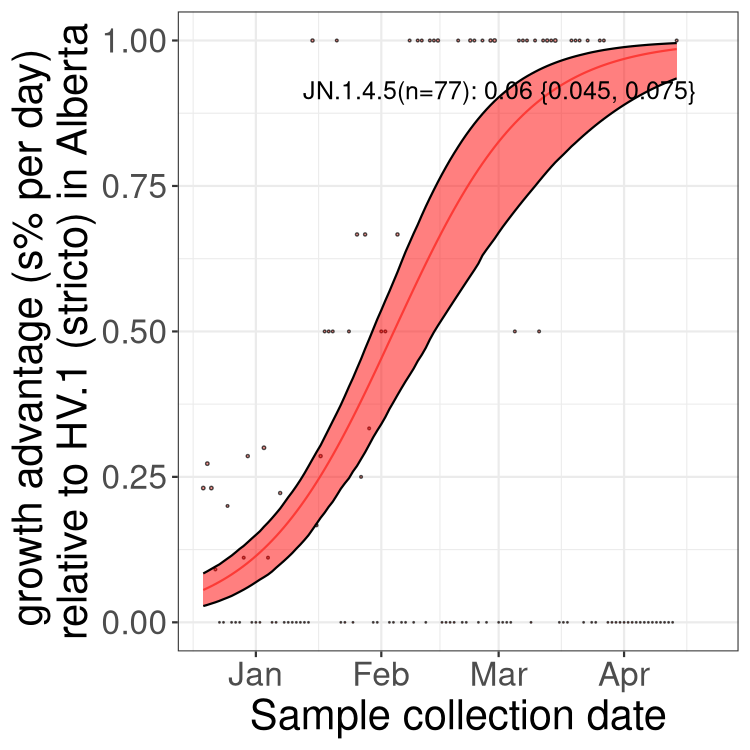 growth advantage (s% per day)
relative to HV.1 (stricto) in Alberta
1.00
0.75
0.50
0.25
0.00
JN.1.4.5(n=77): 0.06 {0.045, 0.075}
Jan
Feb
Mar
Apr
Sample collection date